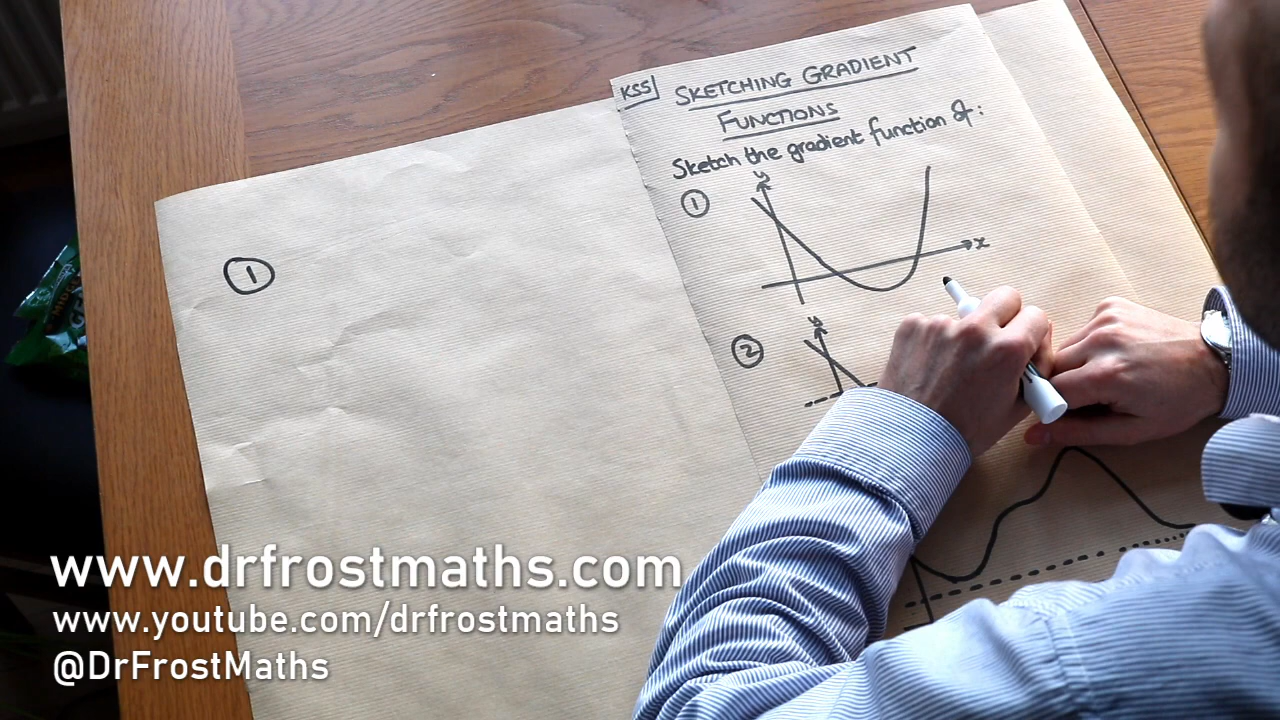 KS5
SKETCHING GRADIENT
FUNCTIONS
Sketch the gradient function of:
①
y
x
②
y
①
www.drfrostmaths.com
www.youtube.com/drfrostmaths
@DrFrostMaths